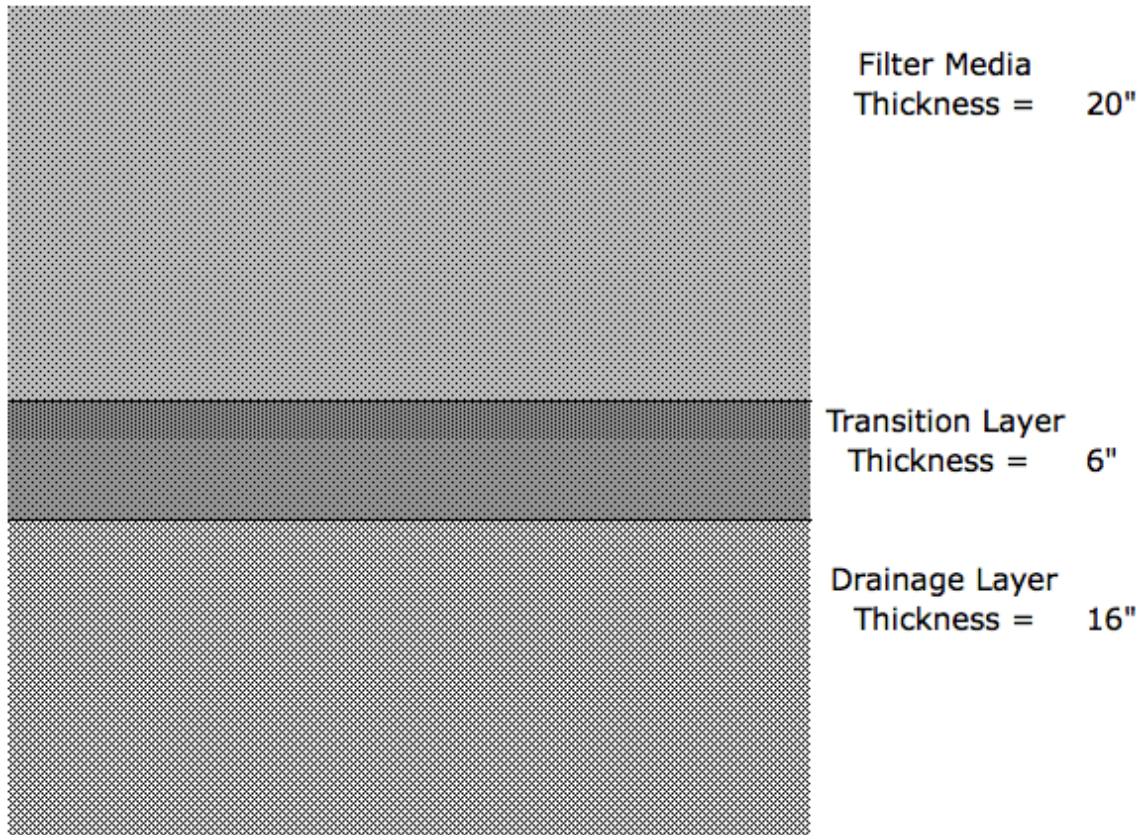 Filter Media
Thickness = 20"
Transition Layer
Thickness = 6"
Drainage Layer
Thickness = 16"